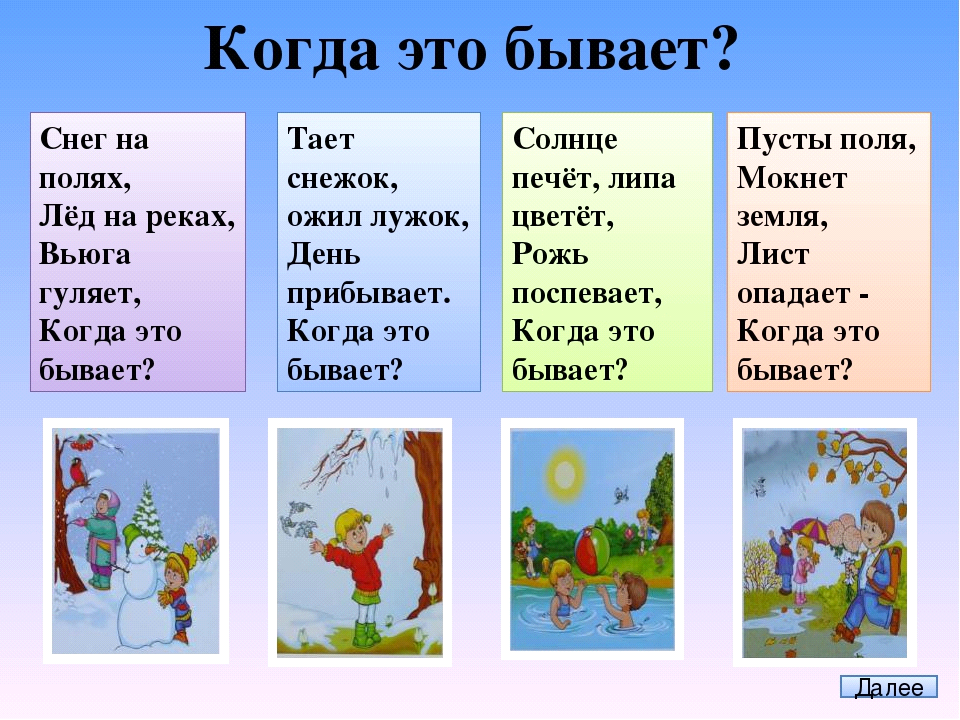 Когда это бывает?
Снег на
полях,
Лёд на реках,
Вьюга
гуляет,
Когда это
бывает?
Тает
снежок,
ожил лужок,
День
прибывает.
Когда это
бывает?
Солнце
печёт, липа
цветёт,
Рожь
поспевает,
Когда это
бывает?
Пусты поля,
Мокнет
земля,
Лист
опадает -
Когда это
бывает?
Далее